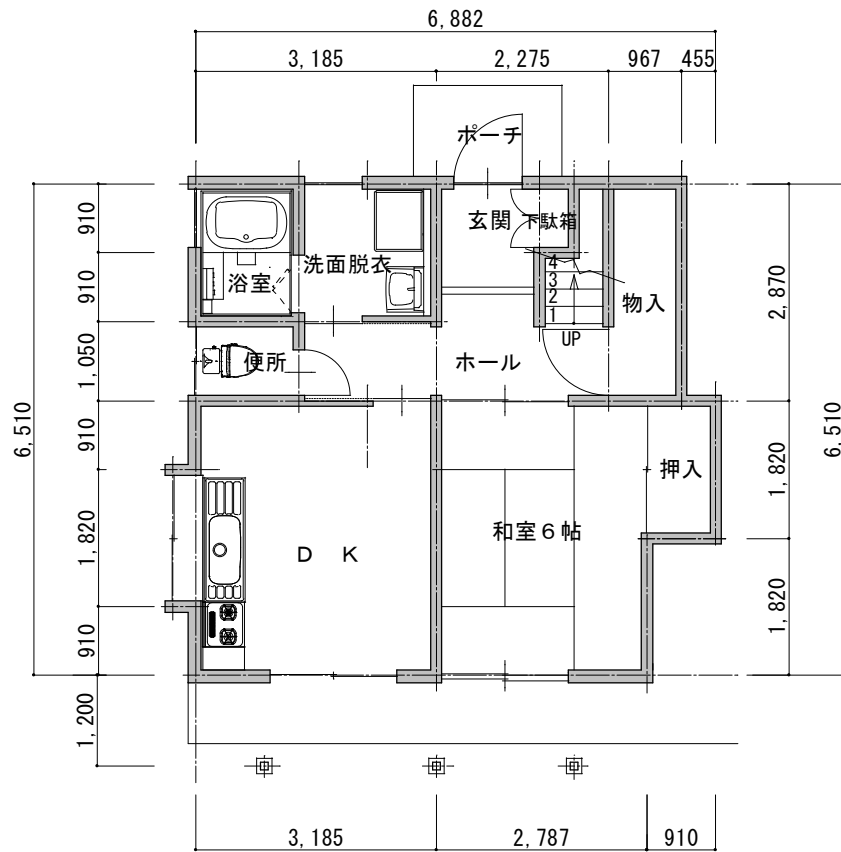 6,882
3,185
2,275
967
455
ポーチ
910
玄関
下駄箱
洗面脱衣
4
浴室
3
910
2
物入
2,870
1
UP
便所
ホール
1,050
6,510
910
6.510
押入
1,820
和室6帖
1,820
DK
1,820
910
1,200
3,185
2,787
910